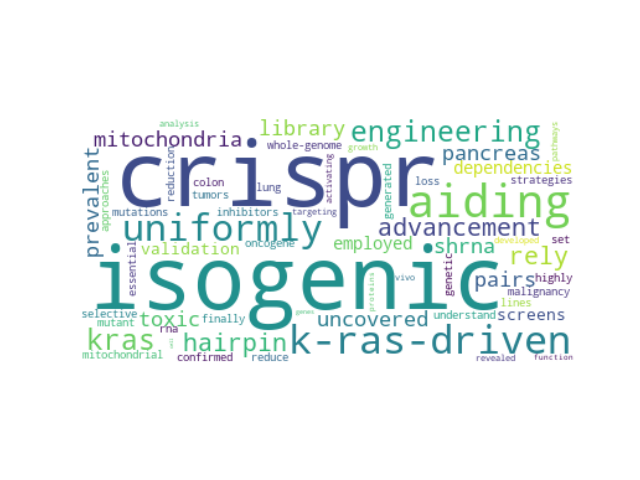 analysis
library
engineering
mitochondria
whole-genome
growth
pathways
crispr
activating
pancreas
prevalent
approaches
reduction
colon
tumors
lung
generated
loss
dependencies
strategies
aiding
mutations
inhibitors
targeting
uniformly
advancement
developed
set
essential
validation
oncogene
employed
shrna
rely
isogenic
genetic
proteins
vivo
pairs
highly
malignancy
lines
selective
finally
toxic
uncovered
understand
screens
genes
mutant
rna
kras
hairpin
k-ras-driven
mitochondrial
confirmed
reduce
revealed
function